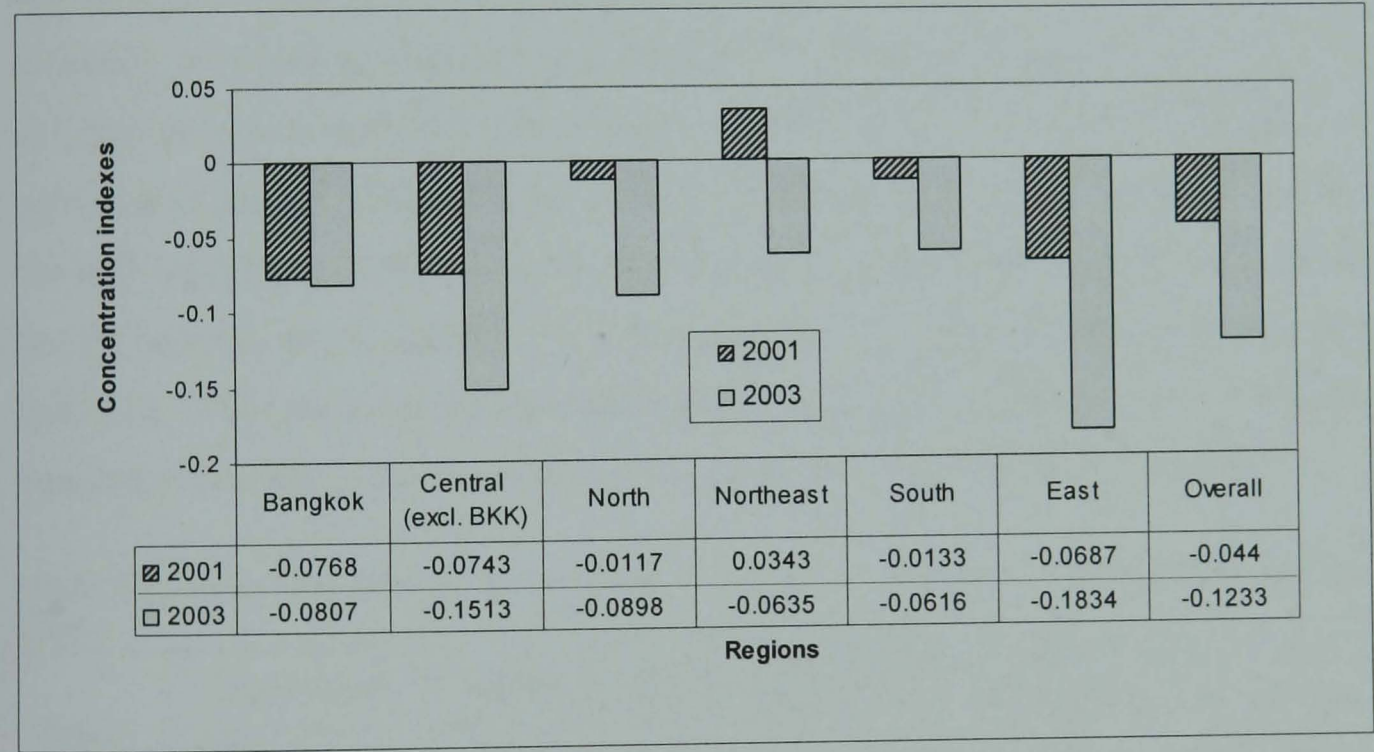 Concentration indexes
0.05
0
-0.05
-0.1
-0.15
-0.2
2001
2003
Bangkok Central (excl. BKK) North Northeast South East Overall
2001 -0.0768 -0.0743 -0.0117 0.0343 -0.0133 -0.0687 -0.044
2003 -0.0807 -0.1513 -0.0898 -0.0635 -0.0616 -0.1834 -0.1233
Regions